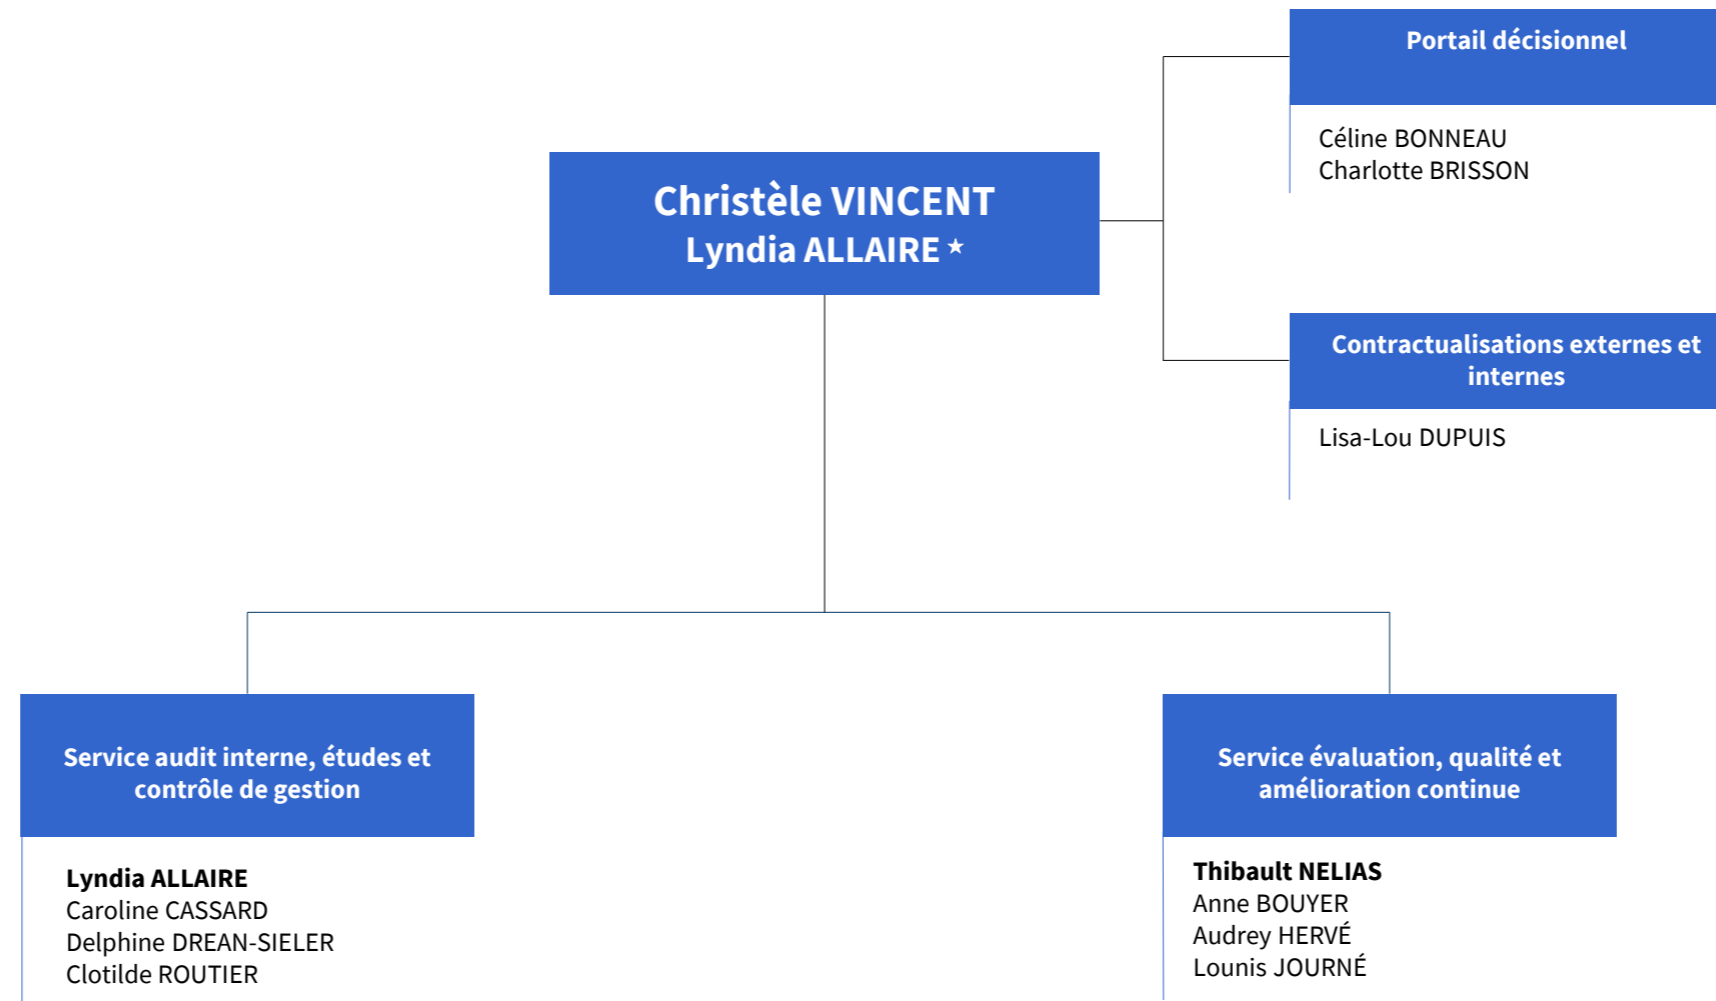 Portail décisionnel
Céline BONNEAU
Charlotte BRISSON
Christèle VINCENT
Lyndia ALLAIRE ★
Contractualisations externes et
internes
Lisa-Lou DUPUIS
Service audit interne, études et
contrôle de gestion
Lyndia ALLAIRE
Caroline CASSARD
Delphine DREAN-SIELER
Clotilde ROUTIER
Service évaluation, qualité et
amélioration continue
Thibault NELIAS
Anne BOUYER
Audrey HERVÉ
Lounis JOURNÉ